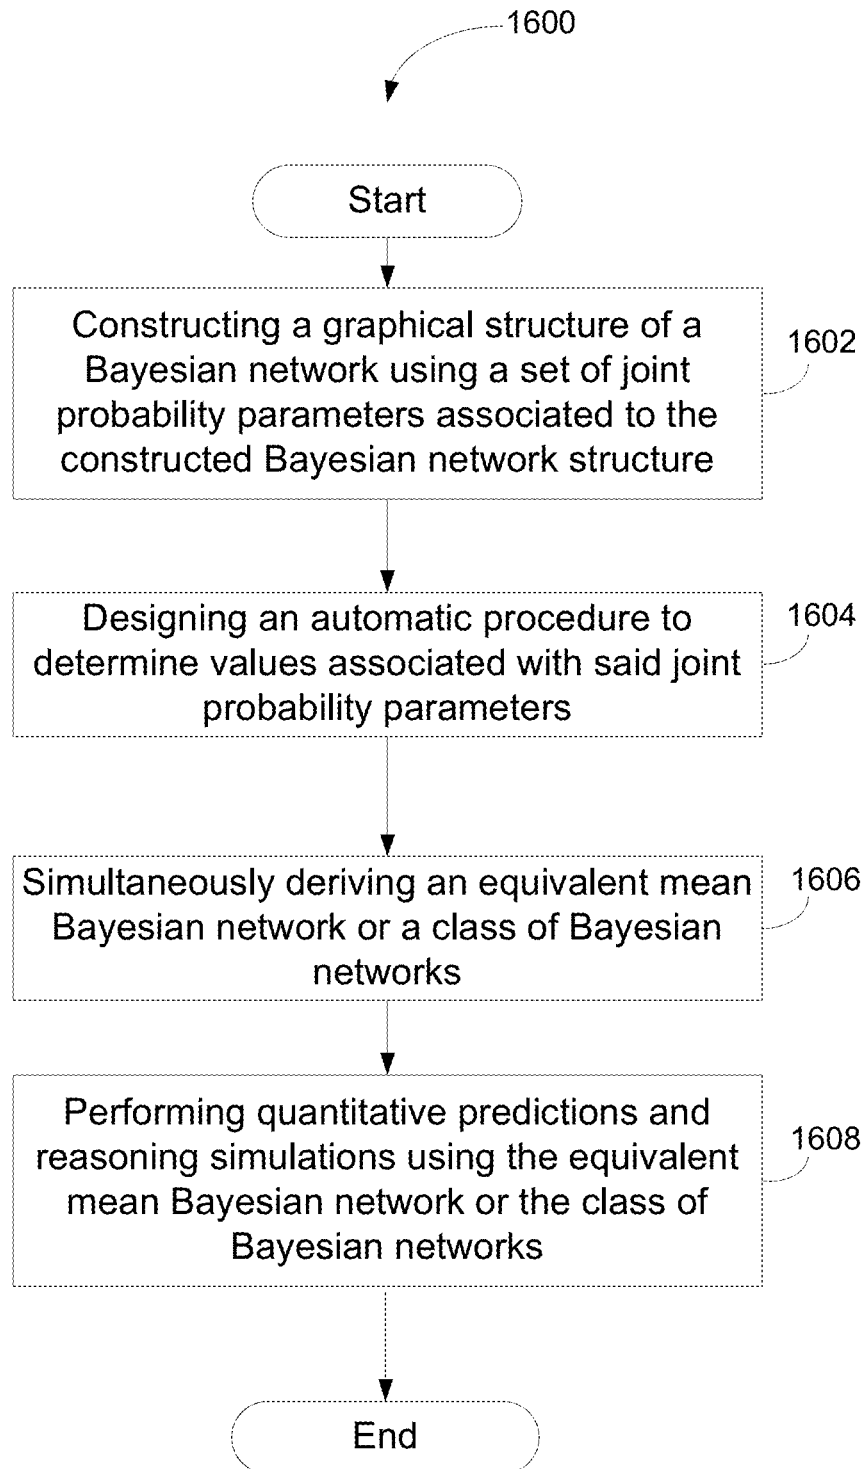 1600
Start
Constructing a graphical structure of a
Bayesian network using a set of joint
probability parameters associated to the
constructed Bayesian network structure
1602
Designing an automatic procedure to
determine values associated with said joint
probability parameters
1604
Simultaneously deriving an equivalent mean
Bayesian network or a class of Bayesian
networks
1606
Performing quantitative predictions and
reasoning simulations using the equivalent
mean Bayesian network or the class of
Bayesian networks
1608
End